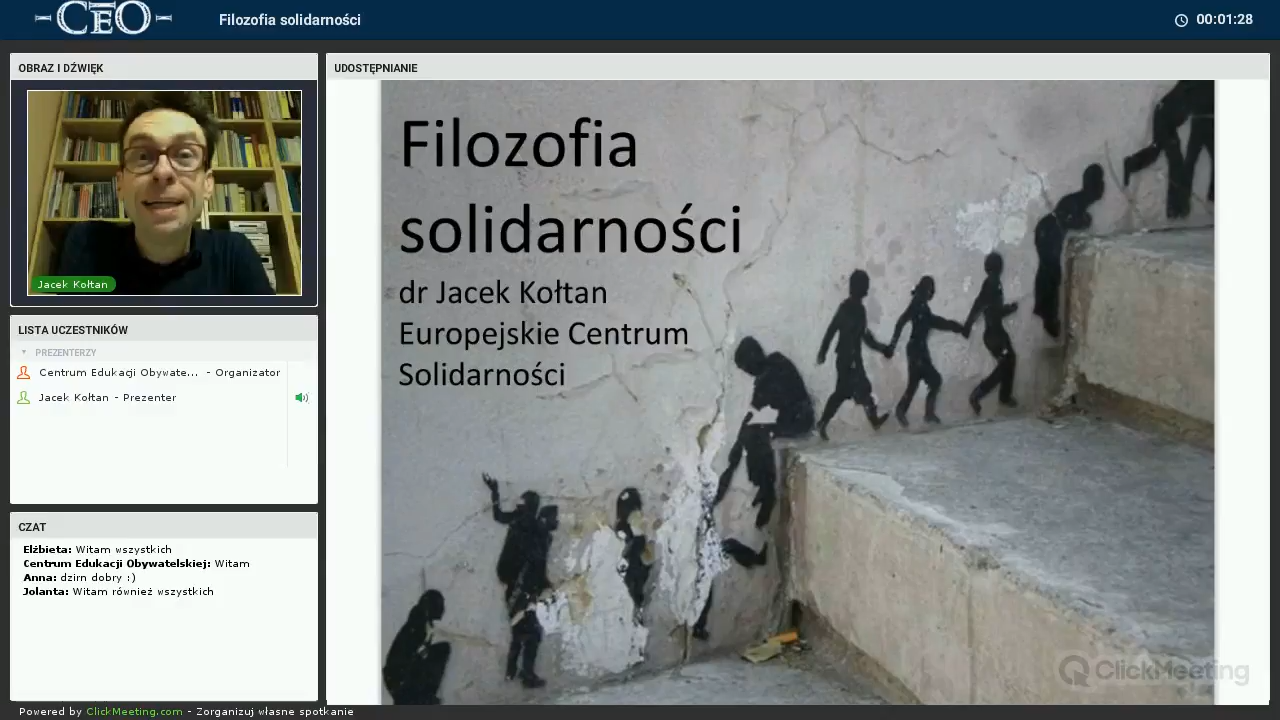 CEO
Filozofia solidarności
00:01:28
OBRAZ I DŹWIĘK
Jacek Kołtan
LISTA UCZESTNIKÓW
PREZENTERZY
Centrum Edukacji Obywate... - Organizator
Jacek Kołtan - Prezenter
CZAT
Elżbieta: Witam wszystkich
Centrum Edukacji Obywatelskiej: Witam
Anna: dzirn dobry :)
Jolanta: Witam również wszystkich
UDOSTĘPNIANIE
Filozofia
solidarności
dr Jacek Kołtan
Europejskie Centrum
Solidarności
ClickMeeting
Powered by ClickMeeting.com - Zorganizuj własne spotkanie